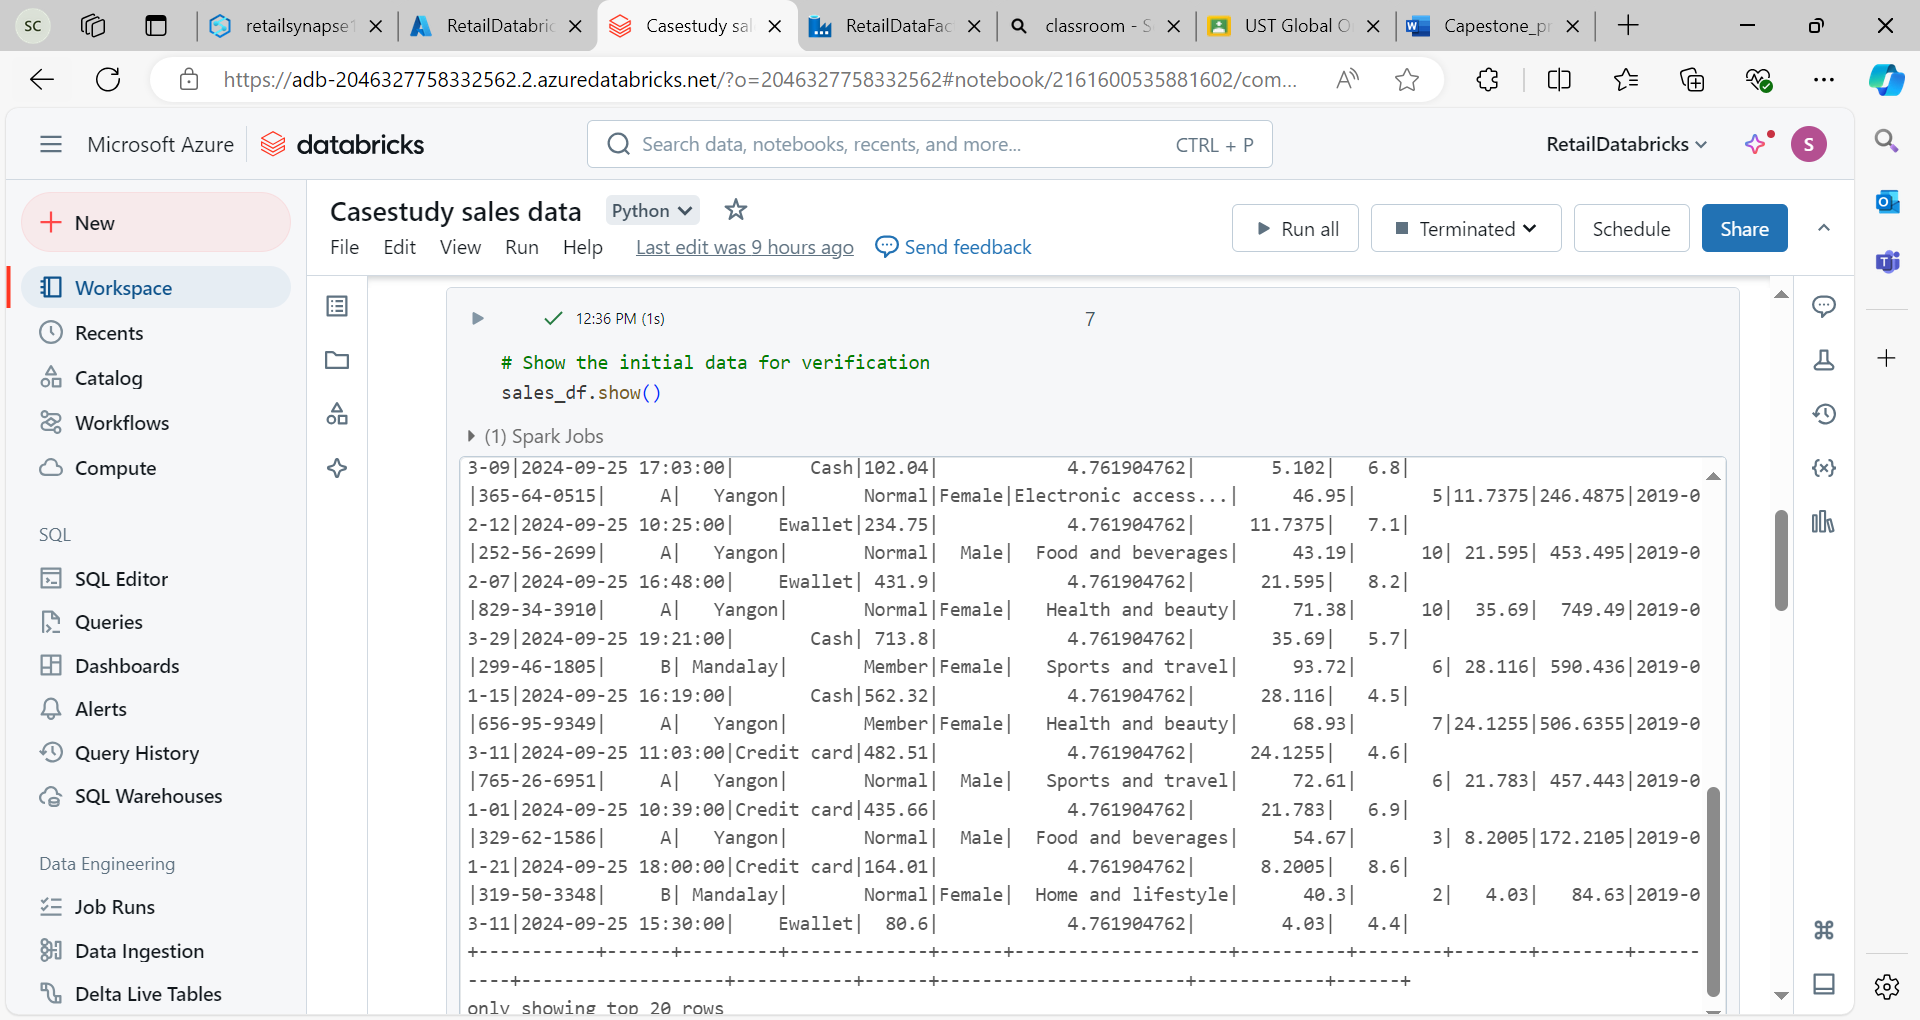 SC
retailsynapse1
RetailDatabric
Casestudy sal
RetailDataFac
classroom - S
UST Global O
Capestone_pr
https://adb-2046327758332562.2.azuredatabricks.net/?o=2046327758332562#notebook/2161600535881602/com...
Microsoft Azure
databricks
Search data, notebooks, recents, and more...
CTRL + P
RetailDatabricks
S
New
Workspace
Recents
Catalog
Workflows
Compute
SQL
SQL Editor
Queries
Dashboards
Alerts
Query History
SQL Warehouses
Data Engineering
Job Runs
Data Ingestion
Delta Live Tables
Casestudy sales data
Python
File Edit View Run Help Last edit was 9 hours ago Send feedback
Run all
Terminated
Schedule
Share
12:36 PM (1s)
7
# Show the initial data for verification
sales_df.show()
(1) Spark Jobs
3-09|2024-09-25 17:03:00|       Cash|102.04|            4.761904762|       5.102|   6.8|
|365-64-0515|     A|   Yangon|       Normal|Female|Electronic access...|     46.95|       5|11.7375|246.4875|2019-0
2-12|2024-09-25 10:25:00|    Ewallet|234.75|            4.761904762|     11.7375|   7.1|
|252-56-2699|     A|   Yangon|       Normal|  Male|  Food and beverages|     43.19|      10| 21.595| 453.495|2019-0
2-07|2024-09-25 16:48:00|    Ewallet| 431.9|            4.761904762|      21.595|   8.2|
|829-34-3910|     A|   Yangon|       Normal|Female|   Health and beauty|     71.38|      10|  35.69|  749.49|2019-0
3-29|2024-09-25 19:21:00|       Cash| 713.8|            4.761904762|       35.69|   5.7|
|299-46-1805|     B| Mandalay|       Member|Female|   Sports and travel|     93.72|       6| 28.116| 590.436|2019-0
1-15|2024-09-25 16:19:00|       Cash|562.32|            4.761904762|      28.116|   4.5|
|656-95-9349|     A|   Yangon|       Member|Female|   Health and beauty|     68.93|       7|24.1255|506.6355|2019-0
3-11|2024-09-25 11:03:00|Credit card|482.51|            4.761904762|     24.1255|   4.6|
|765-26-6951|     A|   Yangon|       Normal|  Male|   Sports and travel|     72.61|       6| 21.783| 457.443|2019-0
1-01|2024-09-25 10:39:00|Credit card|435.66|            4.761904762|      21.783|   6.9|
|329-62-1586|     A|   Yangon|       Normal|  Male|  Food and beverages|     54.67|       3| 8.2005|172.2105|2019-0
1-21|2024-09-25 18:00:00|Credit card|164.01|            4.761904762|      8.2005|   8.6|
|319-50-3348|     B| Mandalay|       Normal|Female|  Home and lifestyle|      40.3|       2|   4.03|   84.63|2019-0
3-11|2024-09-25 15:30:00|    Ewallet|  80.6|            4.761904762|        4.03|   4.4|
+-----------+------+---------+-------------+------+--------------------+----------+--------+-------+--------+------
----+-------------------+-----------+------+-----------------------+------------+------+
only showing top 20 rows